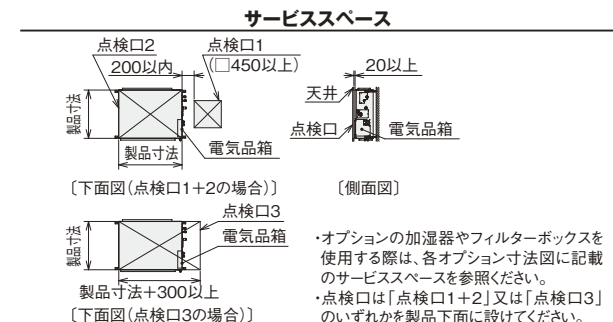 サービススペース
点検口2
点検口1
200以内
(□450以上)
製品寸法
製品寸法
電気品箱
〔下面図(点検口1+2の場合)〕
20以上
天井
点検口
電気品箱
〔側面図〕
点検口3
電気品箱
製品寸法
製品寸法+300以上
〔下面図(点検口3の場合)〕
・オプションの加湿器やフィルターボックスを
使用する際は、各オプション寸法図に記載
のサービススペースを参照ください。
・点検口は「点検口1+2」又は「点検口3」
のいずれかを製品下面に設けてください。